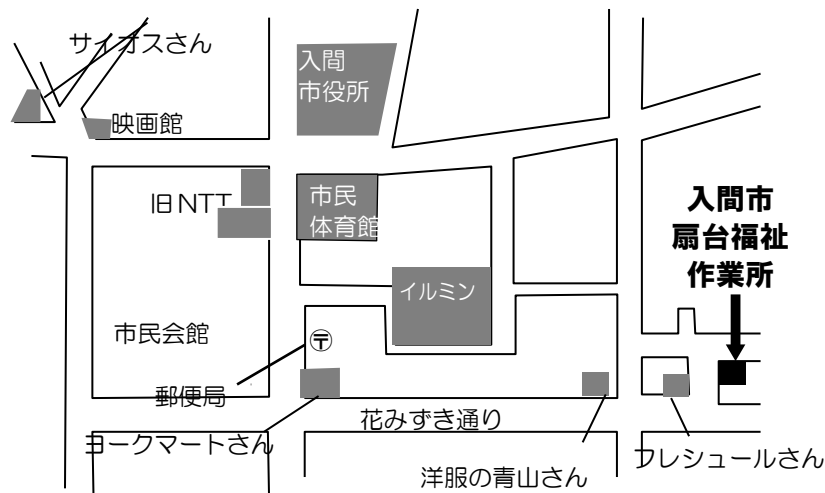 サイオスさん
入間
市役所
映画館
旧NTT
市民
体育館
入間市
扇台福祉
作業所
イルミン
市民会館
〒
郵便局
花みずき通り
ヨークマートさん
洋服の青山さん
フレシュールさん